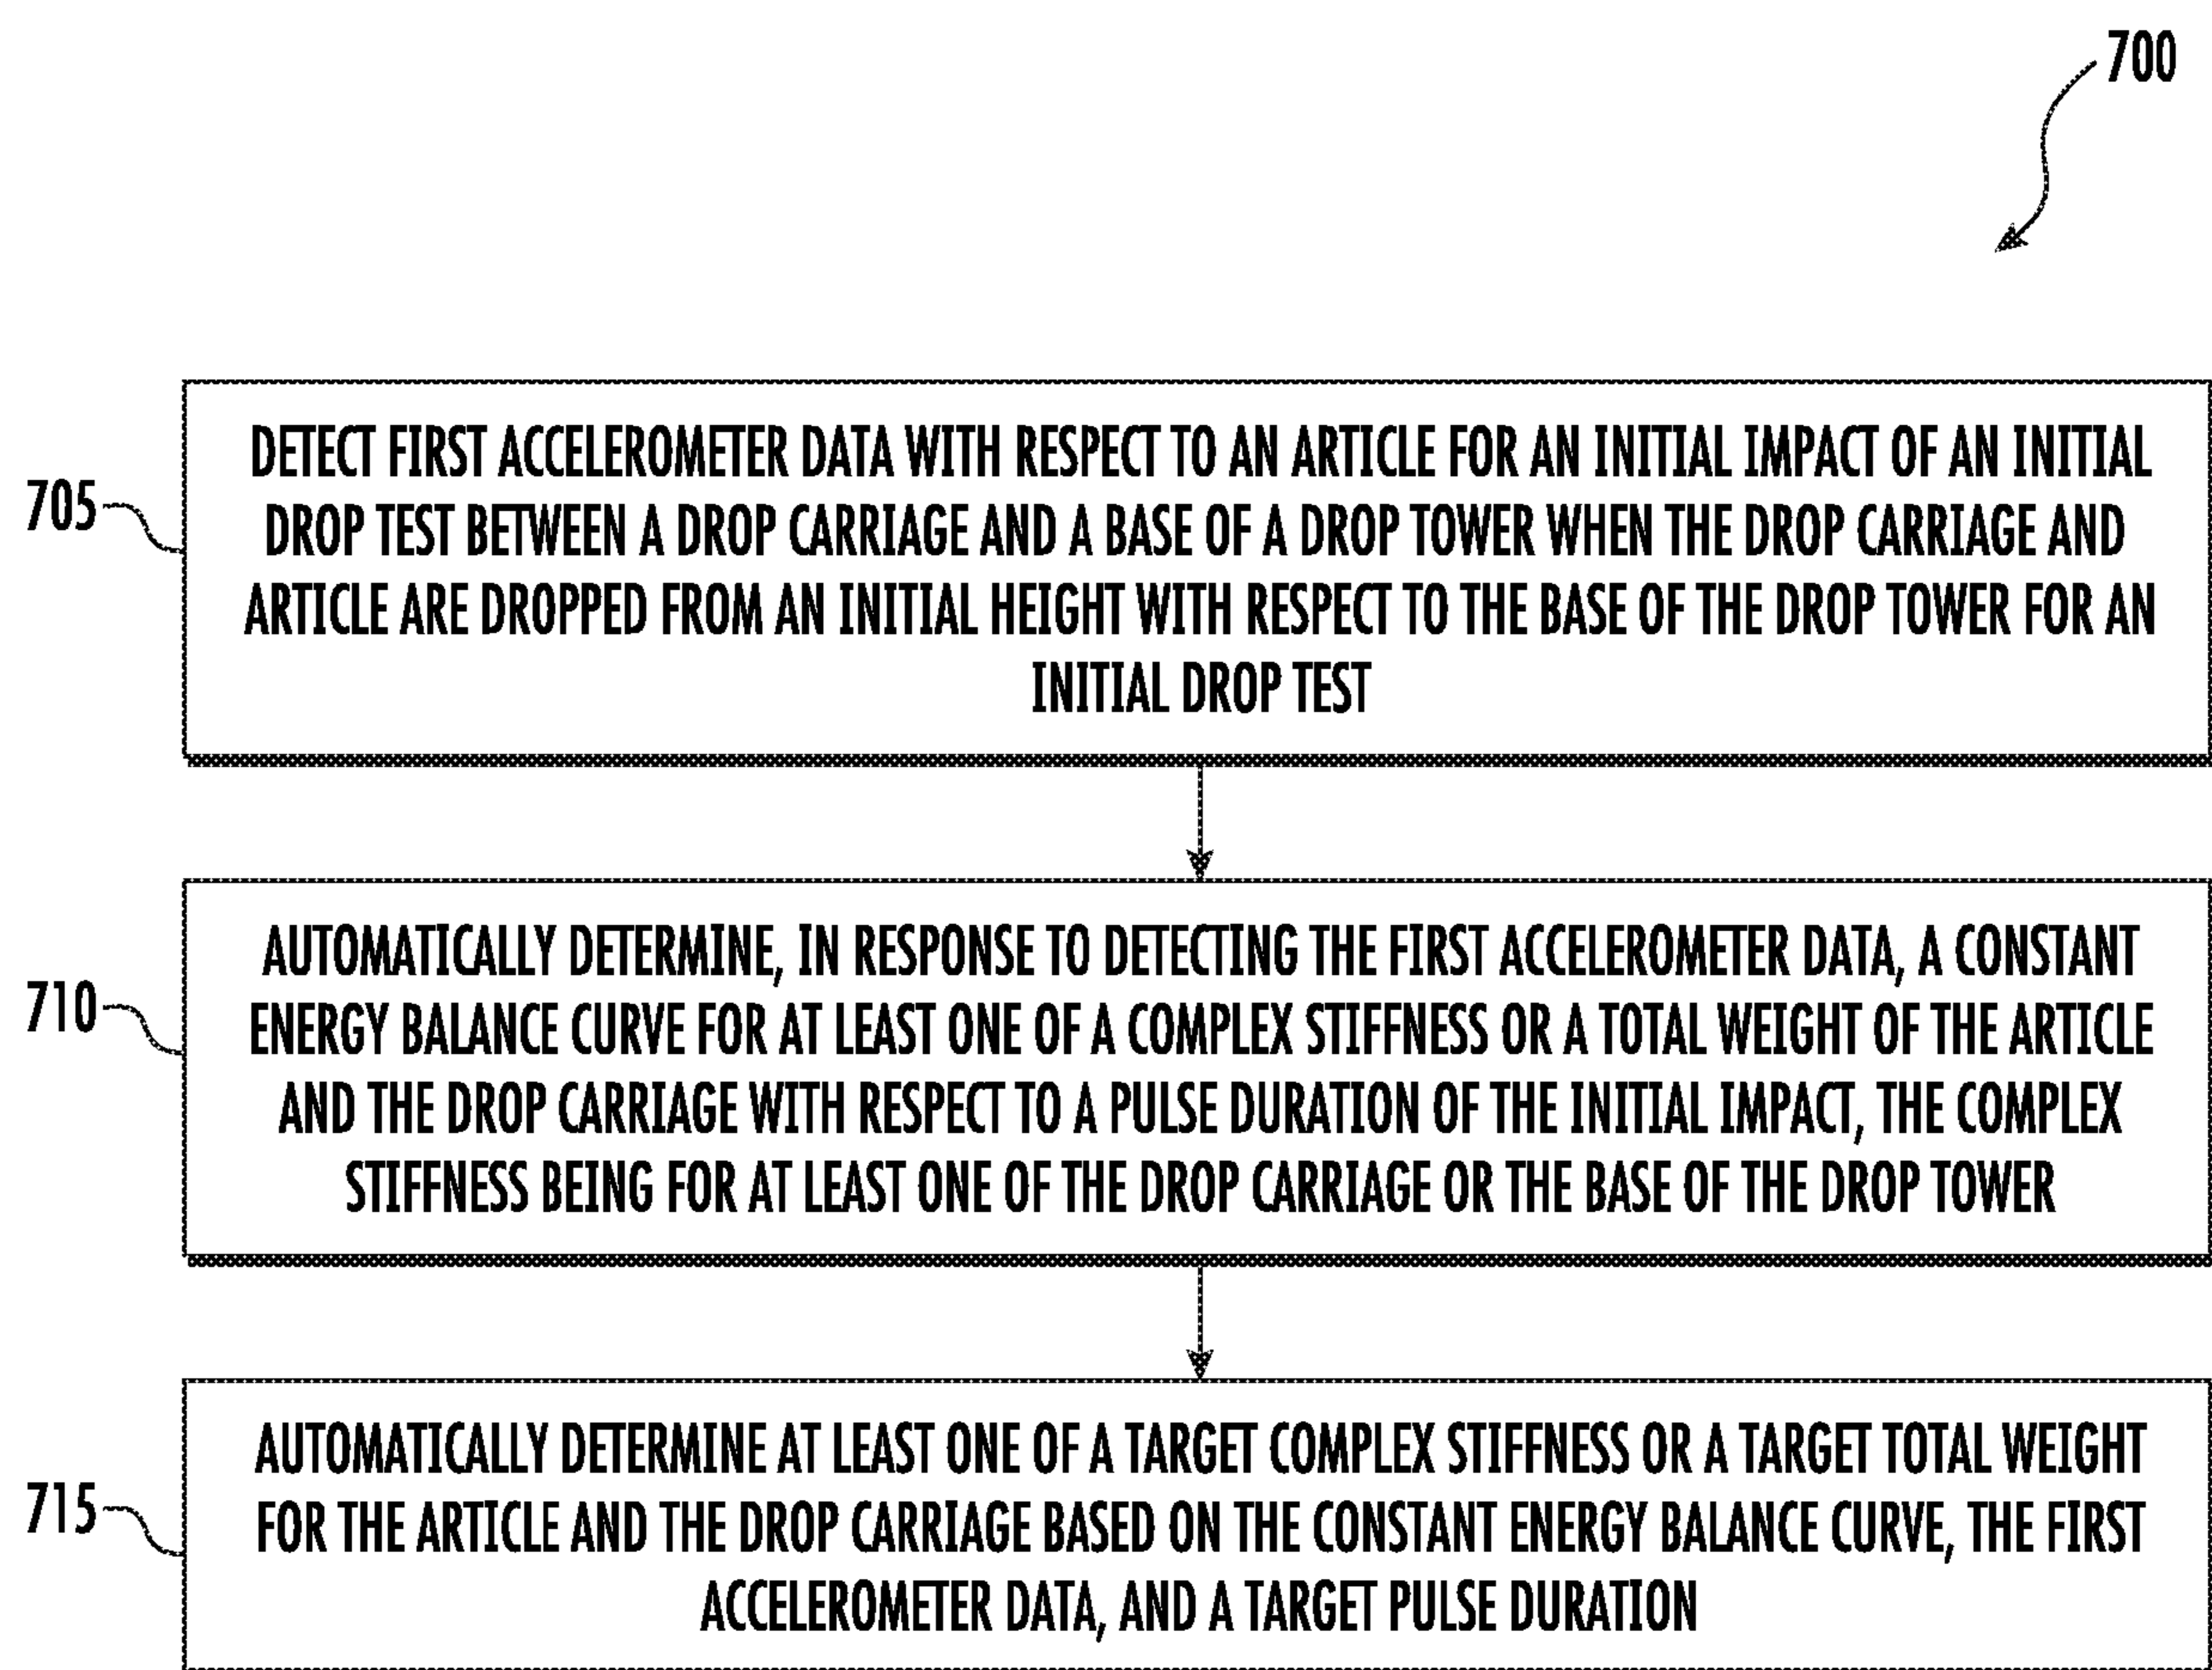 700
705
DETECT FIRST ACCELEROMETER DATA WITH RESPECT TO AN ARTICLE FOR AN INITIAL IMPACT OF AN INITIAL
DROP TEST BETWEEN A DROP CARRIAGE AND A BASE OF A DROP TOWER WHEN THE DROP CARRIAGE AND
ARTICLE ARE DROPPED FROM AN INITIAL HEIGHT WITH RESPECT TO THE BASE OF THE DROP TOWER FOR AN
INITIAL DROP TEST
710
AUTOMATICALLY DETERMINE, IN RESPONSE TO DETECTING THE FIRST ACCELEROMETER DATA, A CONSTANT
ENERGY BALANCE CURVE FOR AT LEAST ONE OF A COMPLEX STIFFNESS OR A TOTAL WEIGHT OF THE ARTICLE
AND THE DROP CARRIAGE WITH RESPECT TO A PULSE DURATION OF THE INITIAL IMPACT, THE COMPLEX
STIFFNESS BEING FOR AT LEAST ONE OF THE DROP CARRIAGE OR THE BASE OF THE DROP TOWER
715
AUTOMATICALLY DETERMINE AT LEAST ONE OF A TARGET COMPLEX STIFFNESS OR A TARGET TOTAL WEIGHT
FOR THE ARTICLE AND THE DROP CARRIAGE BASED ON THE CONSTANT ENERGY BALANCE CURVE, THE FIRST
ACCELEROMETER DATA, AND A TARGET PULSE DURATION